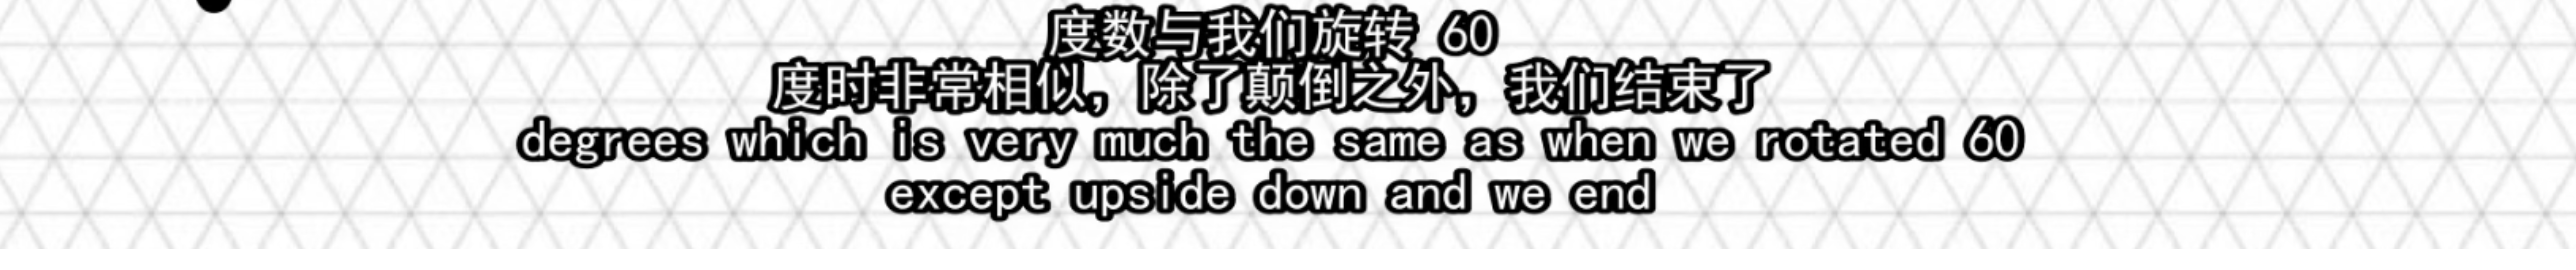 度数与我们旋转 60
度时非常相似，除了颠倒之外，我们结束了
degrees which is very much the same as when we rotated 60
except upside down and we end